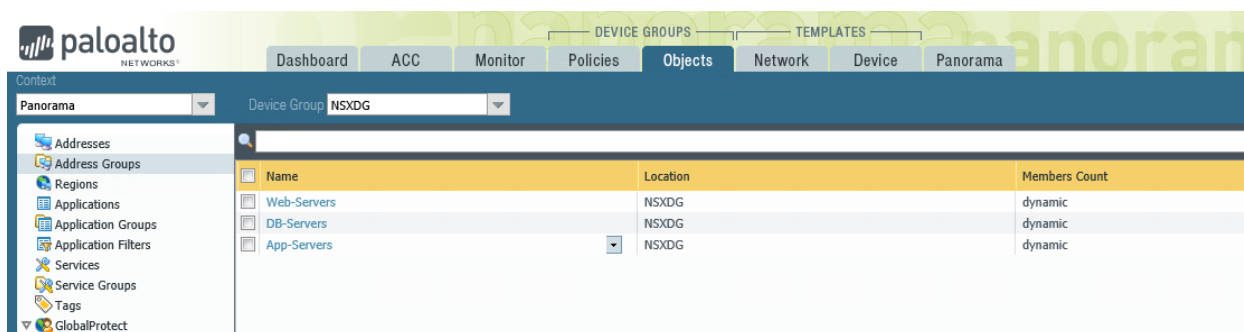 paloalto
NETWORKS®
DEVICE GROUPS TEMPLATES
Dashboard ACC Monitor Policies Objects Network Device Panorama
panorama panoram
Context
Panorama Device Group NSXDG
Addresses
Address Groups
Regions
Applications
Application Groups
Application Filters
Services
Service Groups
Tags
GlobalProtect
Name Location Members Count
Web-Servers NSXDG dynamic
DB-Servers NSXDG dynamic
App-Servers NSXDG dynamic